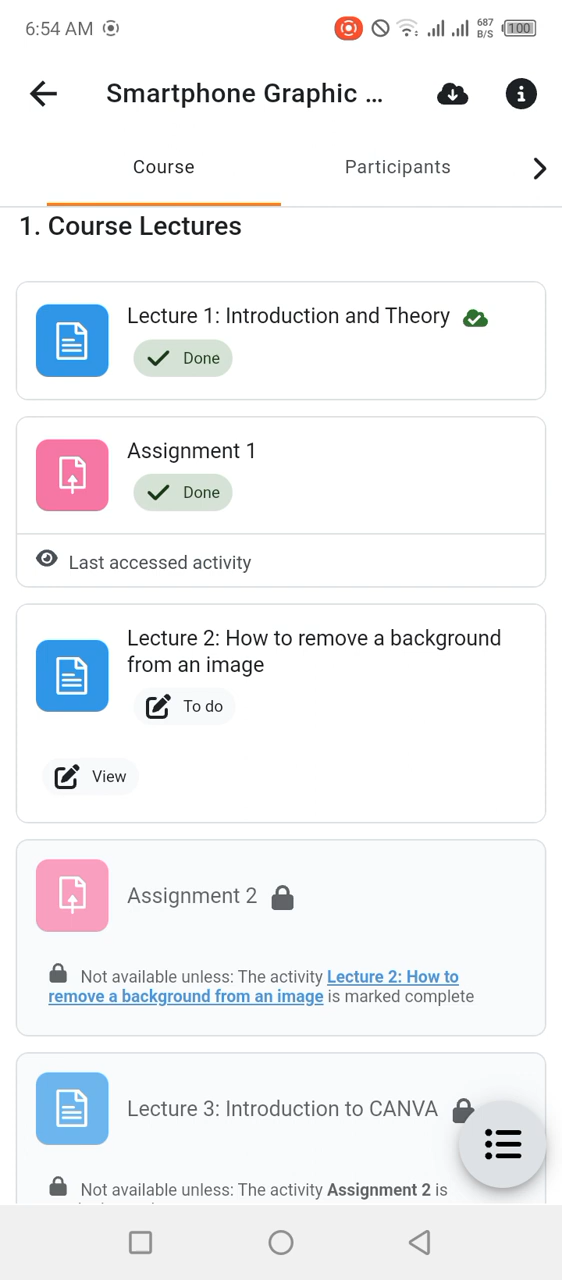 6:54 AM
687
B/S
100
Smartphone Graphic ...
Course
Participants
1. Course Lectures
Lecture 1: Introduction and Theory
Done
Assignment 1
Done
Last accessed activity
Lecture 2: How to remove a background
from an image
To do
View
Assignment 2
Not available unless: The activity Lecture 2: How to
remove a background from an image is marked complete
Lecture 3: Introduction to CANVA
Not available unless: The activity Assignment 2 is